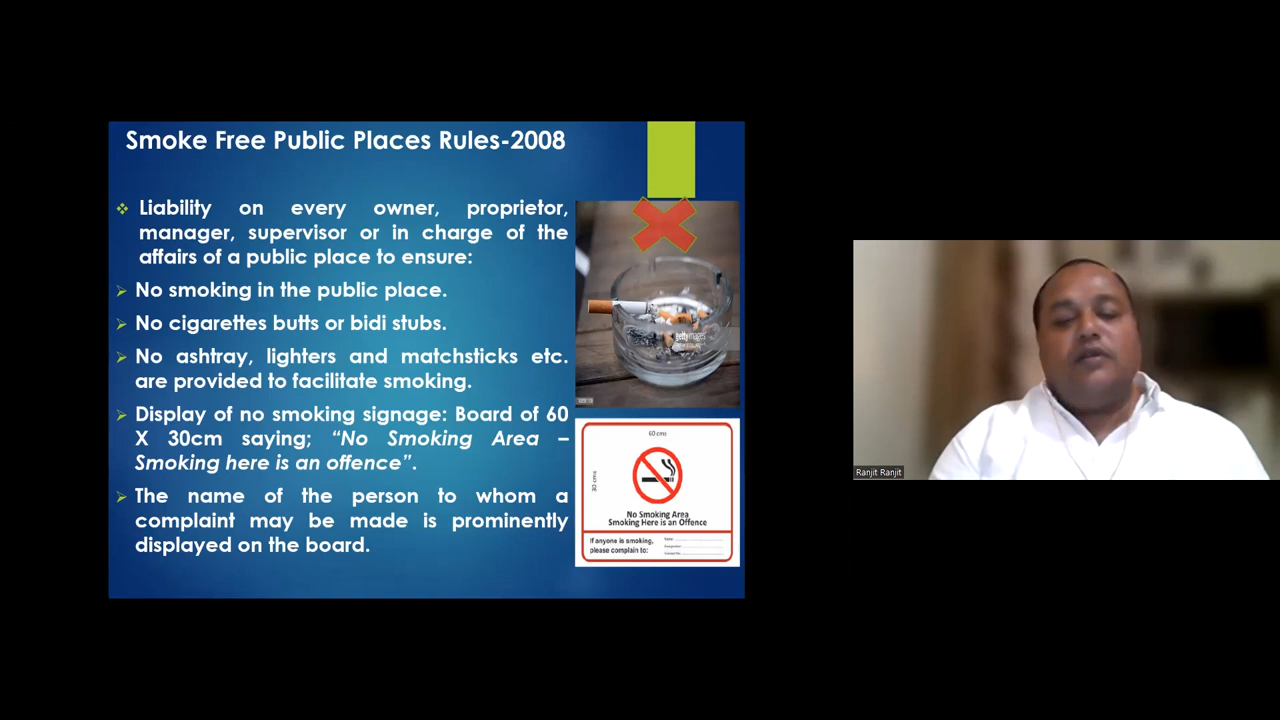 Smoke Free Public Places Rules-2008
Liability on every owner, proprietor,
manager, supervisor or in charge of the
affairs of a public place to ensure:
No smoking in the public place.
No cigarettes butts or bidi stubs.
No ashtray, lighters and matchsticks etc.
are provided to facilitate smoking.
Display of no smoking signage: Board of 60
X 30cm saying; “No Smoking Area –
Smoking here is an offence”.
The name of the person to whom a
complaint may be made is prominently
displayed on the board.
gettyimages
60 cms
30 cms
No Smoking Area
Smoking Here is an Offence
If anyone is smoking,
please complain to:
Name:
Ranjit Ranjit